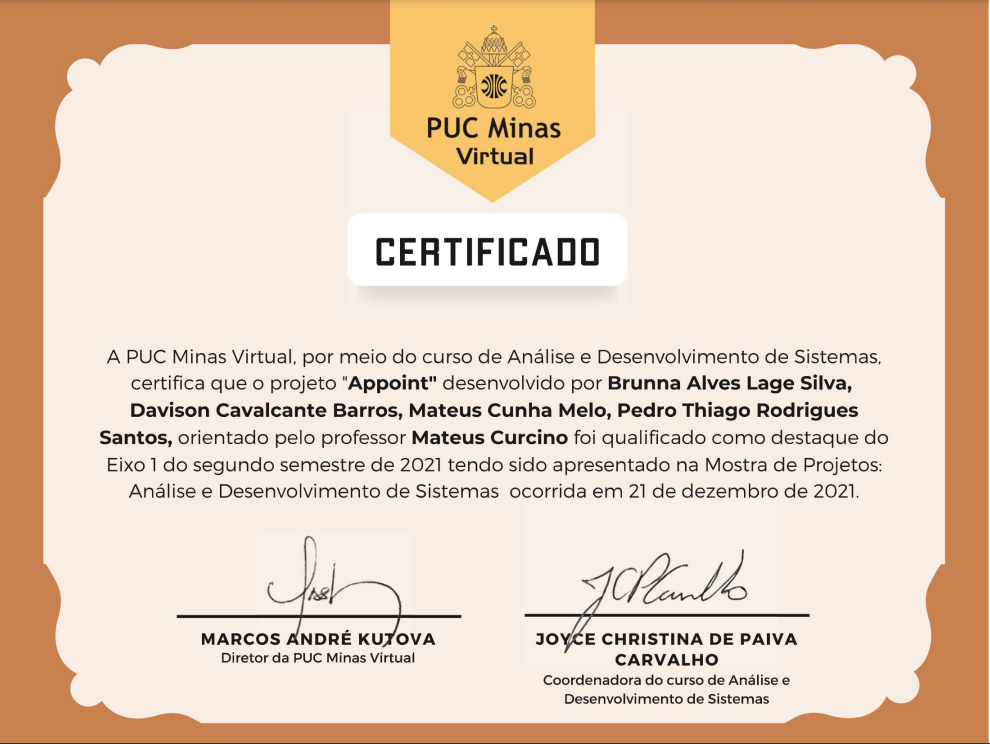 PUC Minas
Virtual
CERTIFICADO
A PUC Minas Virtual, por meio do curso de Análise e Desenvolvimento de Sistemas,
certifica que o projeto "Appoint" desenvolvido por Brunna Alves Lage Silva,
Davison Cavalcante Barros, Mateus Cunha Melo, Pedro Thiago Rodrigues
Santos, orientado pelo professor Mateus Curcino foi qualificado como destaque do
Eixo 1 do segundo semestre de 2021 tendo sido apresentado na Mostra de Projetos:
Análise e Desenvolvimento de Sistemas ocorrida em 21 de dezembro de 2021.
MARCOS ANDRÉ KUTOVA
Diretor da PUC Minas Virtual
JOYCE CHRISTINA DE PAIVA
CARVALHO
Coordenadora do curso de Análise e
Desenvolvimento de Sistemas